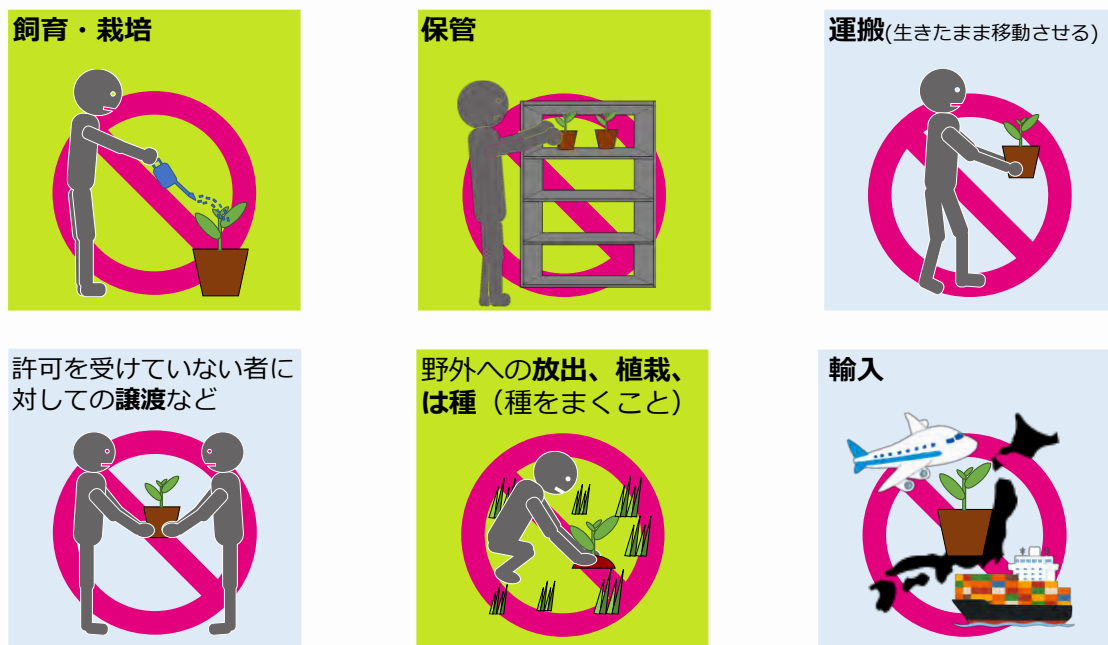 飼育・栽培
保管
運搬(生きたまま移動させる)
許可を受けていない者に
対しての譲渡など
野外への放出、植栽、
は種（種をまくこと）
輸入